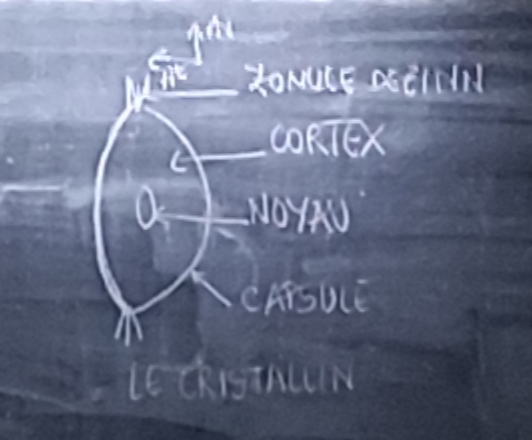 ZONULE DE ZINN
CORTEX
NOYAU
CAPSULE
LE CRISTALLIN